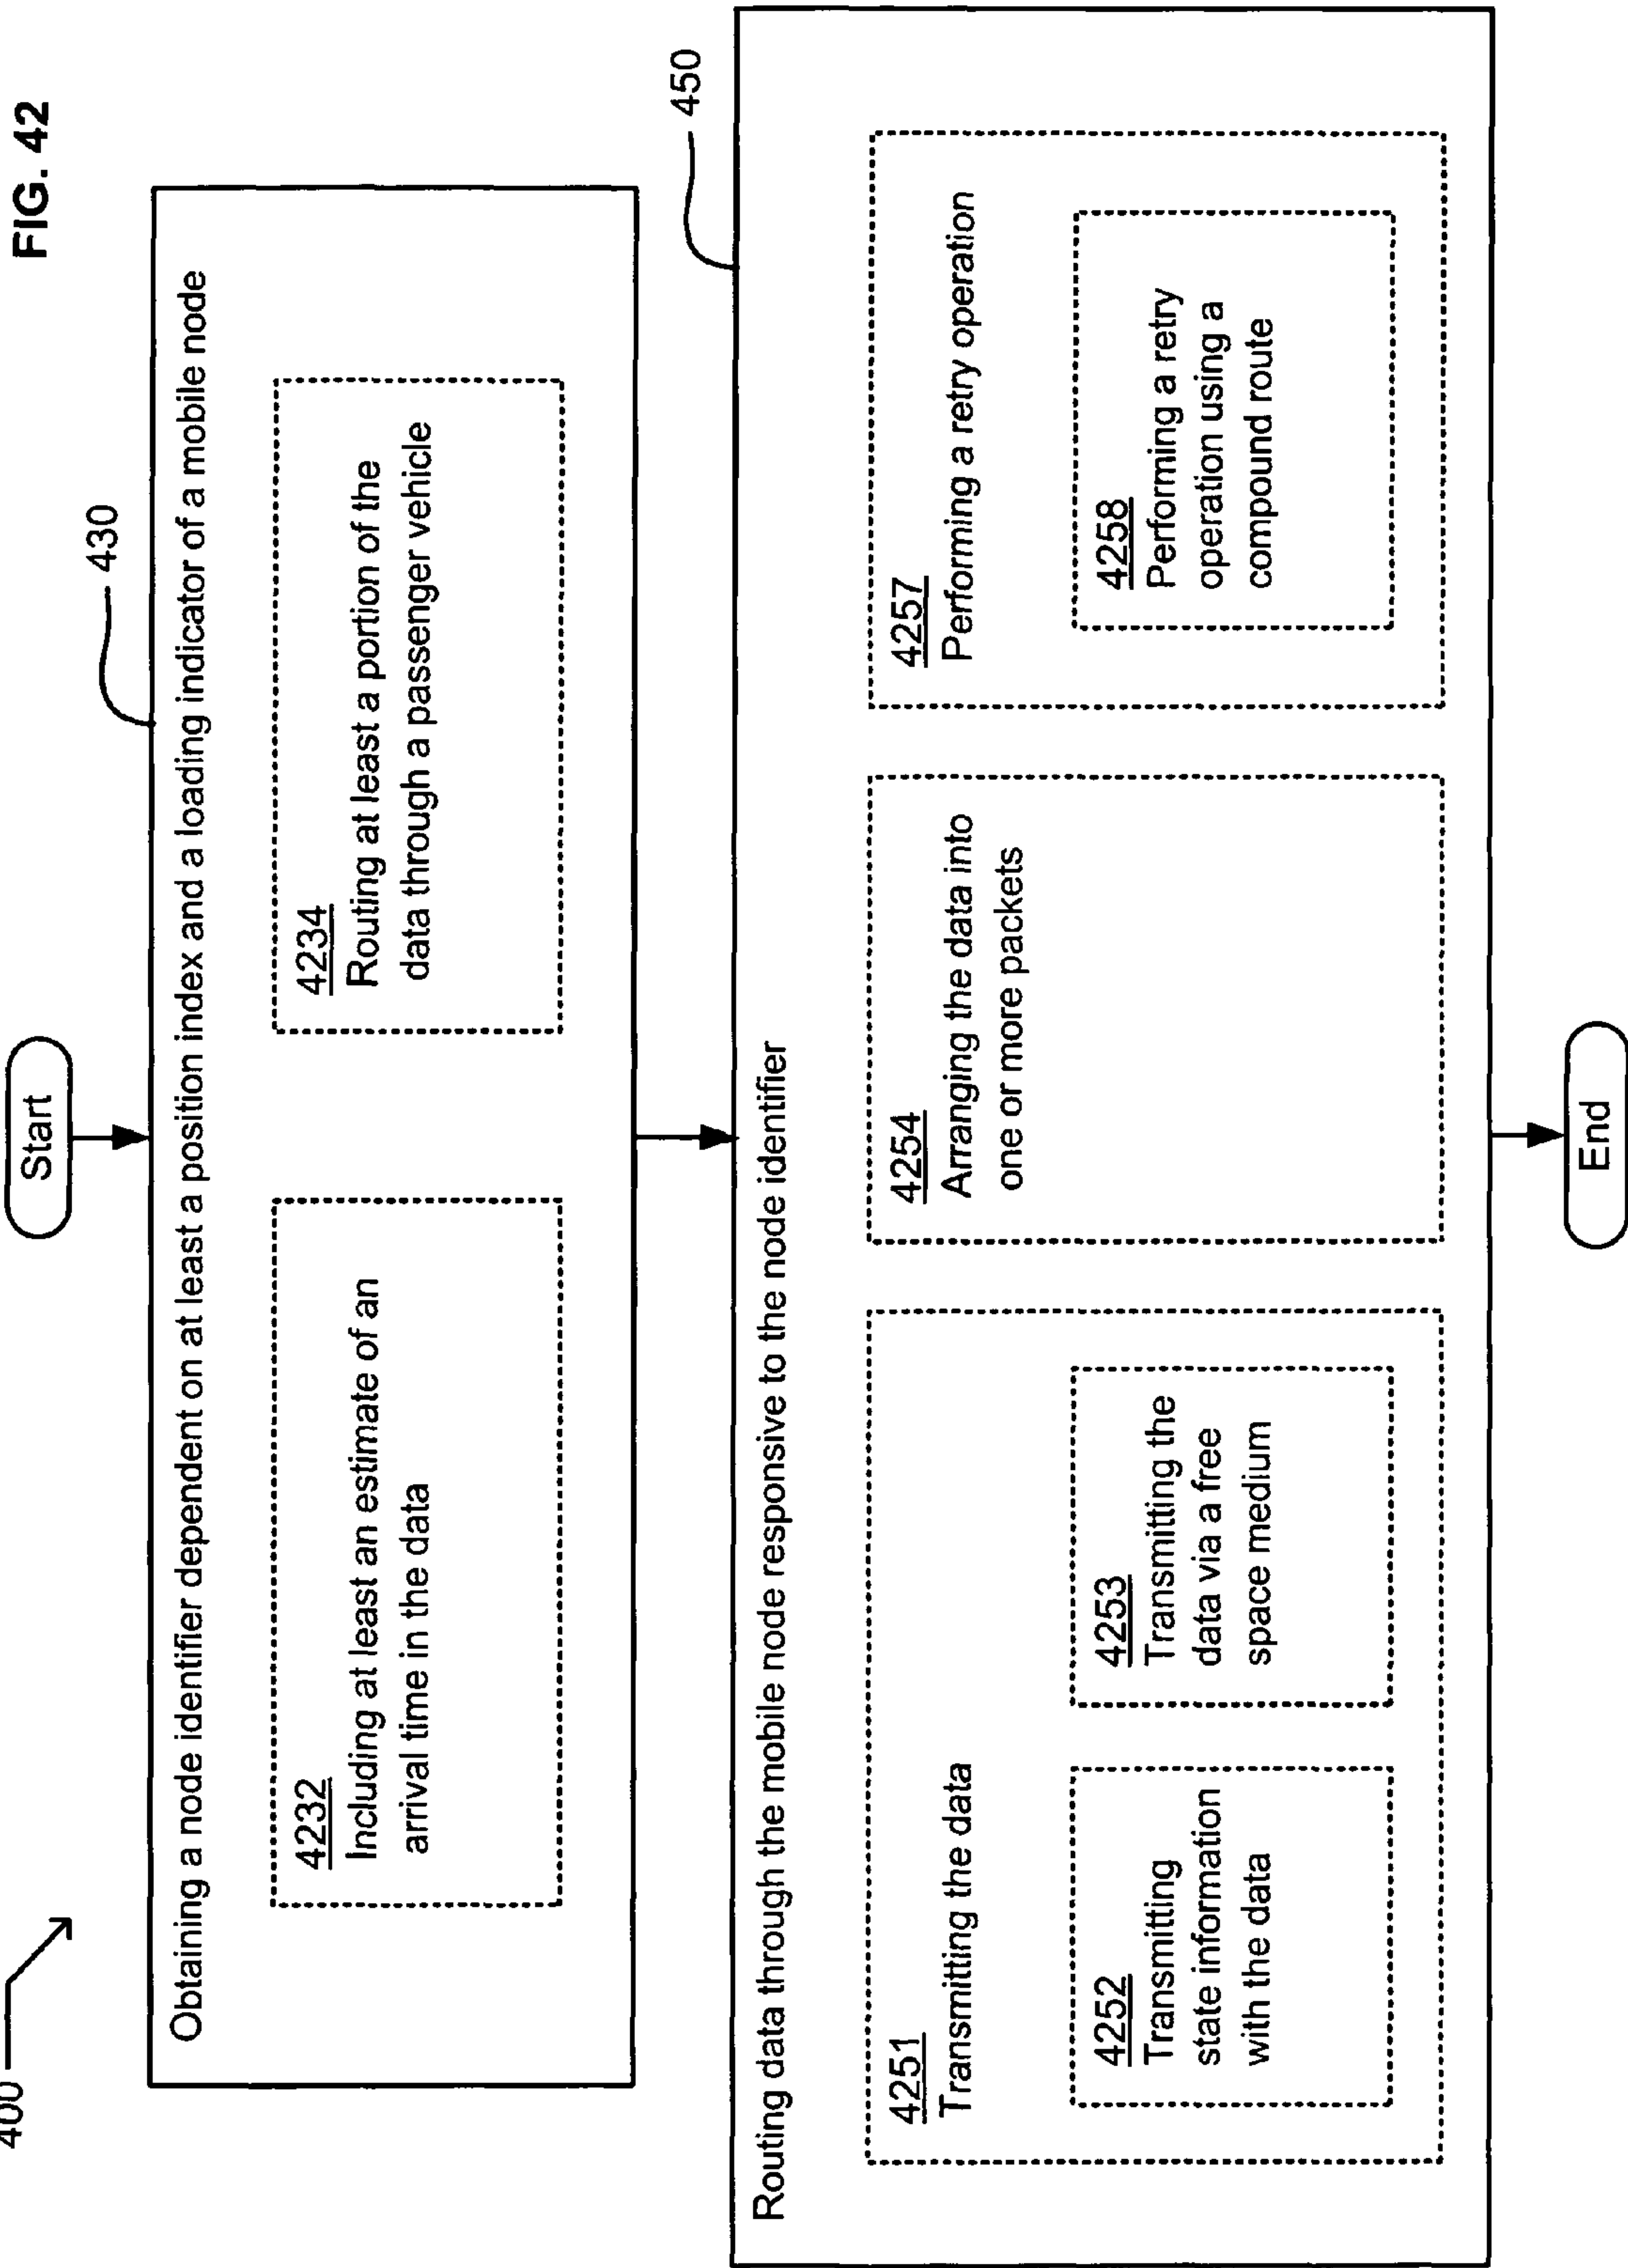 400
FIG. 42
Start
430
Obtaining a node identifier dependent on at least a position index and a loading indicator of a mobile node
4232
Including at least an estimate of an
arrival time in the data
4234
Routing at least a portion of the
data through a passenger vehicle
450
Routing data through the mobile node responsive to the node identifier
4251
Transmitting the data
4252
Transmitting
state information
with the data
4253
Transmitting the
data via a free
space medium
4254
Arranging the data into
one or more packets
4257
Performing a retry operation
4258
Performing a retry
operation using a
compound route
End